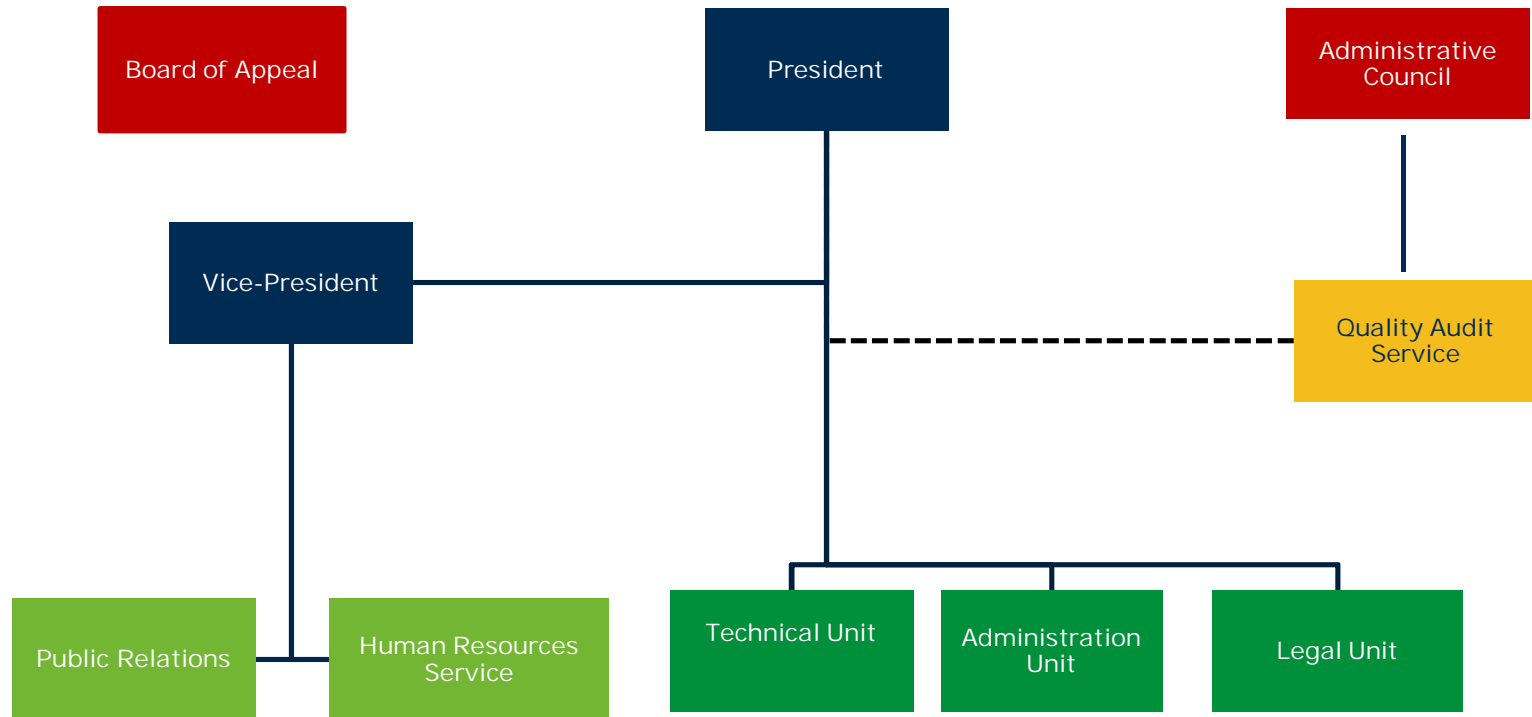 Board of Appeal
President
Administrative
Council
Vice-President
Quality Audit
Service
Public Relations
Human Resources
Service
Technical Unit
Administration
Unit
Legal Unit